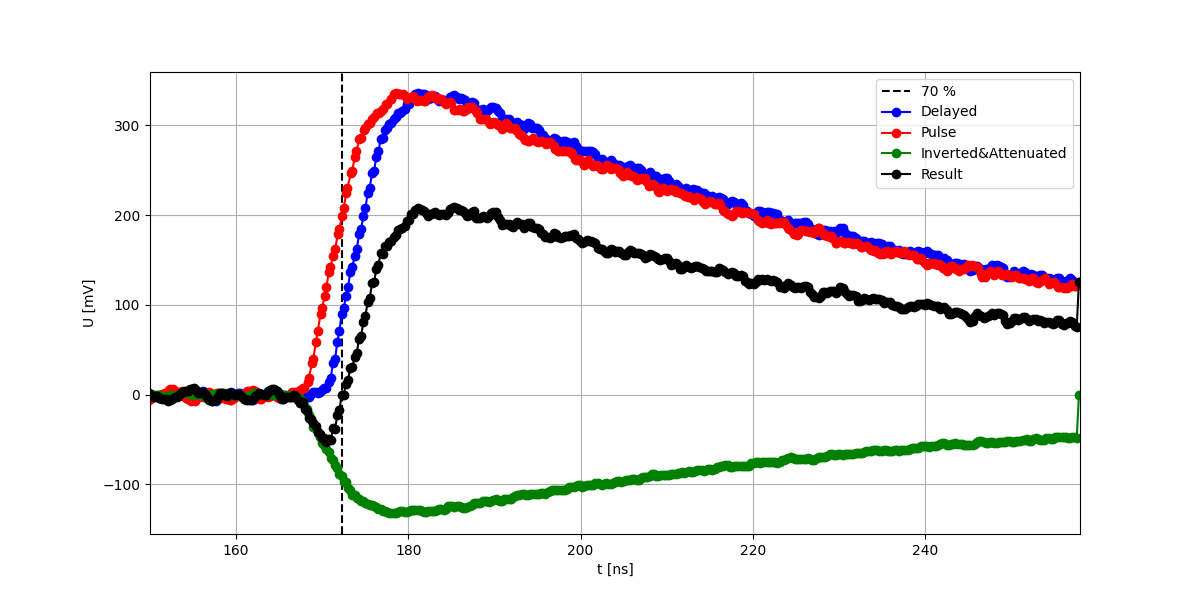 70 %
Delayed
Pulse
Inverted&Attenuated
Result
300
200
100
0
−100
U [mV]
160
180
200
220
240
t [ns]